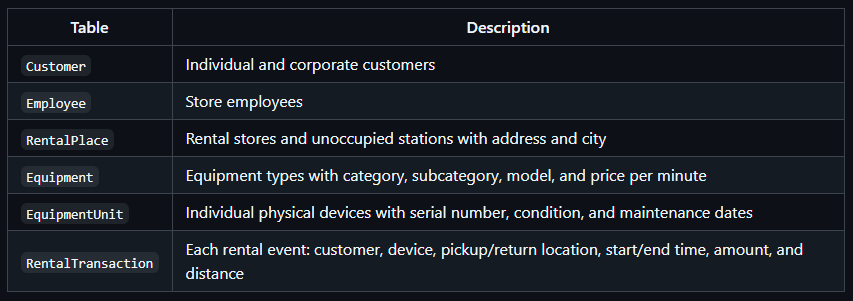 Table Description
Customer Individual and corporate customers
Employee Store employees
RentalPlace Rental stores and unoccupied stations with address and city
Equipment Equipment types with category, subcategory, model, and price per minute
EquipmentUnit Individual physical devices with serial number, condition, and maintenance dates
RentalTransaction Each rental event: customer, device, pickup/return location, start/end time, amount, and
distance